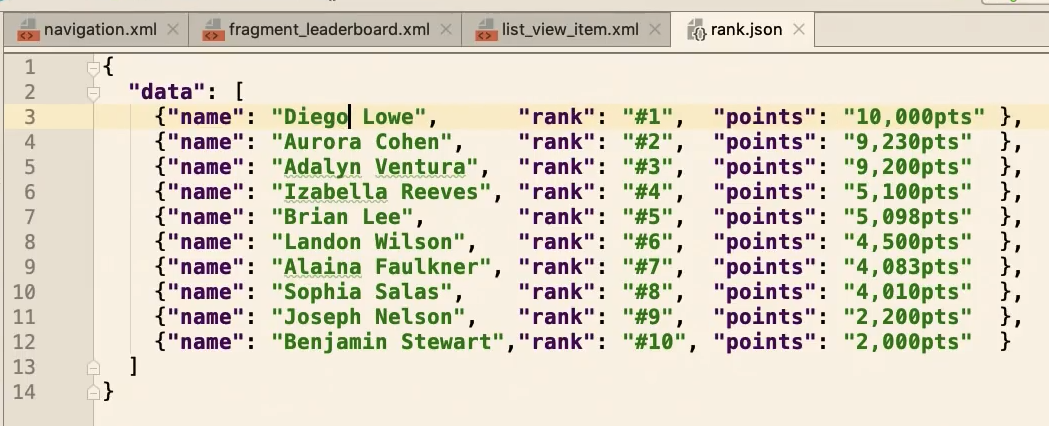 navigation.xml fragment_leaderboard.xml list_view_item.xml rank.json
1 {
2 "data": [
3 {"name": "Diego Lowe", "rank": "#1", "points": "10,000pts" },
4 {"name": "Aurora Cohen", "rank": "#2", "points": "9,230pts" },
5 {"name": "Adalyn Ventura", "rank": "#3", "points": "9,200pts" },
6 {"name": "Izabella Reeves", "rank": "#4", "points": "5,100pts" },
7 {"name": "Brian Lee", "rank": "#5", "points": "5,098pts" },
8 {"name": "Landon Wilson", "rank": "#6", "points": "4,500pts" },
9 {"name": "Alaina Faulkner", "rank": "#7", "points": "4,083pts" },
10 {"name": "Sophia Salas", "rank": "#8", "points": "4,010pts" },
11 {"name": "Joseph Nelson", "rank": "#9", "points": "2,200pts" },
12 {"name": "Benjamin Stewart","rank": "#10", "points": "2,000pts" }
13 ]
14 }